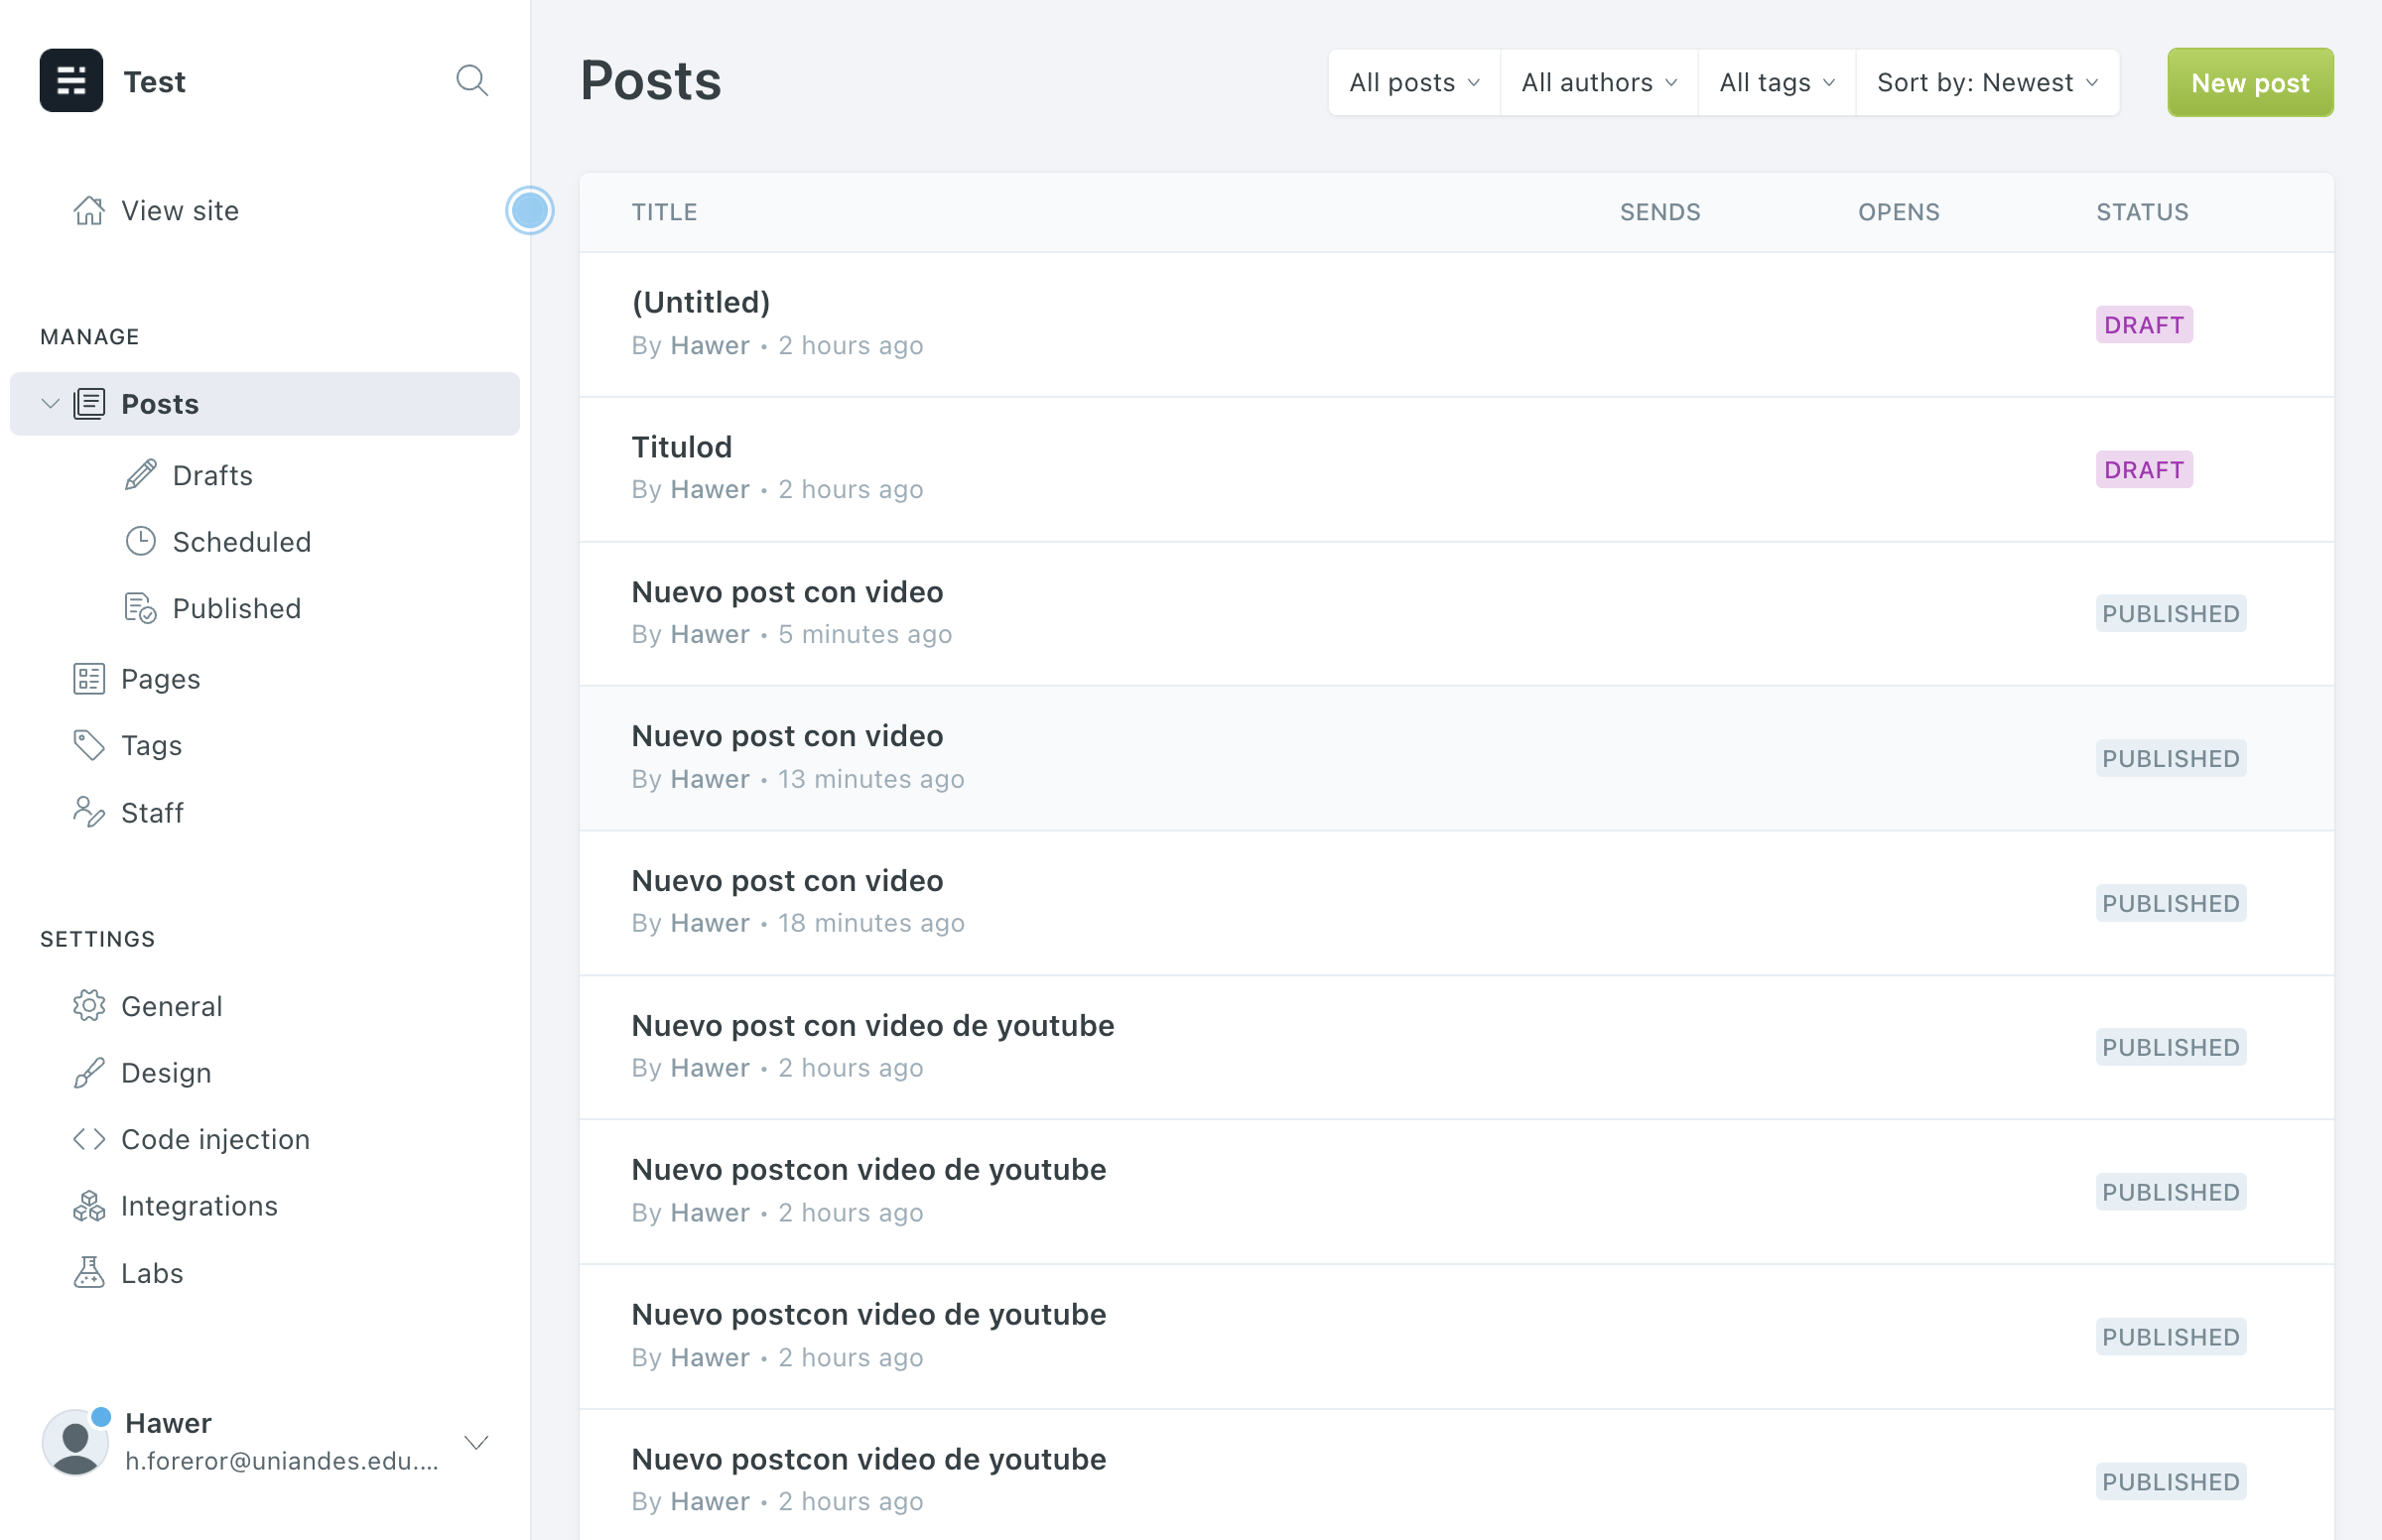 Test
View site
MANAGE
Posts
Drafts
Scheduled
Published
Pages
Tags
Staff
SETTINGS
General
Design
Code injection
Integrations
Labs
Hawer
h.foreror@uniandes.edu....
Posts
All posts
All authors
All tags
Sort by: Newest
New post
TITLE SENDS OPENS STATUS
(Untitled)
By Hawer • 2 hours ago
DRAFT
Titulod
By Hawer • 2 hours ago
DRAFT
Nuevo post con video
By Hawer • 5 minutes ago
PUBLISHED
Nuevo post con video
By Hawer • 13 minutes ago
PUBLISHED
Nuevo post con video
By Hawer • 18 minutes ago
PUBLISHED
Nuevo post con video de youtube
By Hawer • 2 hours ago
PUBLISHED
Nuevo postcon video de youtube
By Hawer • 2 hours ago
PUBLISHED
Nuevo postcon video de youtube
By Hawer • 2 hours ago
PUBLISHED
Nuevo postcon video de youtube
By Hawer • 2 hours ago
PUBLISHED